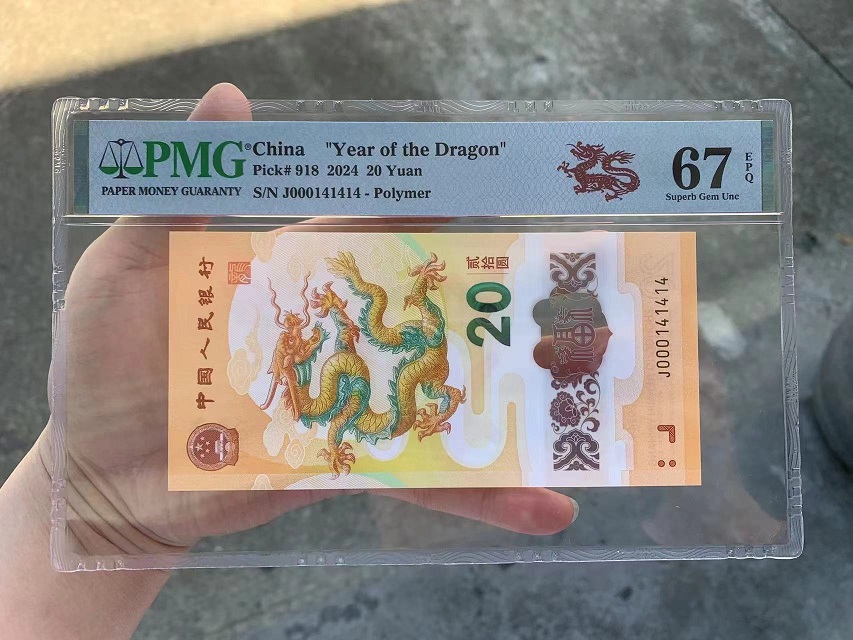 PMG®
PAPER MONEY GUARANTY
China "Year of the Dragon"
Pick# 918 2024 20 Yuan
S/N J000141414 - Polymer
67
EPQ
Superb Gem Unc
中国人民银行
贰拾圆
20
J000141414